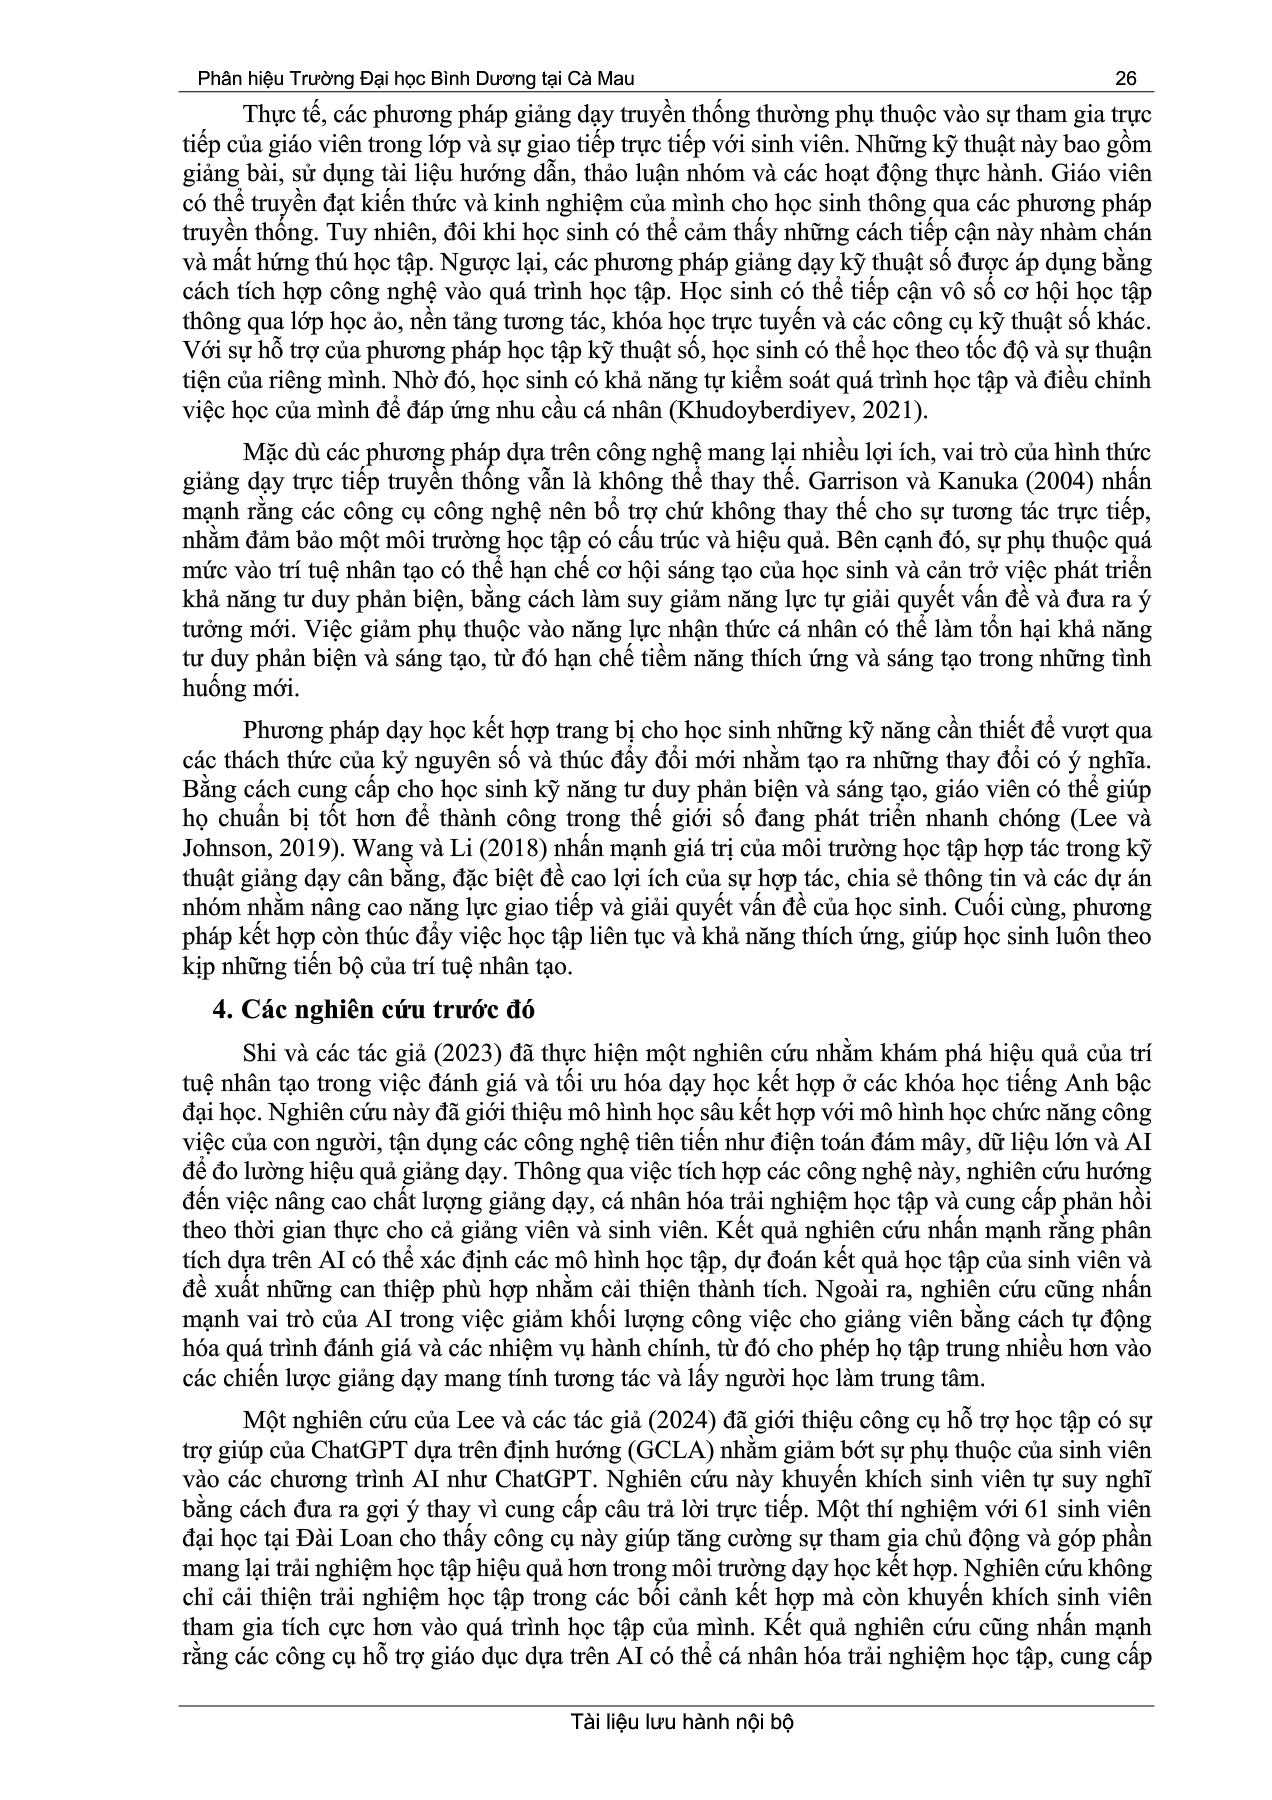 Phân hiệu Trường Đại học Bình Dương tại Cà Mau 26
Thực tế, các phương pháp giảng dạy truyền thống thường phụ thuộc vào sự tham gia trực
tiếp của giáo viên trong lớp và sự giao tiếp trực tiếp với sinh viên. Những kỹ thuật này bao gồm
giảng bài, sử dụng tài liệu hướng dẫn, thảo luận nhóm và các hoạt động thực hành. Giáo viên
có thể truyền đạt kiến thức và kinh nghiệm của mình cho học sinh thông qua các phương pháp
truyền thống. Tuy nhiên, đôi khi học sinh có thể cảm thấy những cách tiếp cận này nhàm chán
và mất hứng thú học tập. Ngược lại, các phương pháp giảng dạy kỹ thuật số được áp dụng bằng
cách tích hợp công nghệ vào quá trình học tập. Học sinh có thể tiếp cận vô số cơ hội học tập
thông qua lớp học ảo, nền tảng tương tác, khóa học trực tuyến và các công cụ kỹ thuật số khác.
Với sự hỗ trợ của phương pháp học tập kỹ thuật số, học sinh có thể học theo tốc độ và sự thuận
tiện của riêng mình. Nhờ đó, học sinh có khả năng tự kiểm soát quá trình học tập và điều chỉnh
việc học của mình để đáp ứng nhu cầu cá nhân (Khudoyberdiyev, 2021).
Mặc dù các phương pháp dựa trên công nghệ mang lại nhiều lợi ích, vai trò của hình thức
giảng dạy trực tiếp truyền thống vẫn là không thể thay thế. Garrison và Kanuka (2004) nhấn
mạnh rằng các công cụ công nghệ nên bổ trợ chứ không thay thế cho sự tương tác trực tiếp,
nhằm đảm bảo một môi trường học tập có cấu trúc và hiệu quả. Bên cạnh đó, sự phụ thuộc quá
mức vào trí tuệ nhân tạo có thể hạn chế cơ hội sáng tạo của học sinh và cản trở việc phát triển
khả năng tư duy phản biện, bằng cách làm suy giảm năng lực tự giải quyết vấn đề và đưa ra ý
tưởng mới. Việc giảm phụ thuộc vào năng lực nhận thức cá nhân có thể làm tổn hại khả năng
tư duy phản biện và sáng tạo, từ đó hạn chế tiềm năng thích ứng và sáng tạo trong những tình
huống mới.
Phương pháp dạy học kết hợp trang bị cho học sinh những kỹ năng cần thiết để vượt qua
các thách thức của kỷ nguyên số và thúc đẩy đổi mới nhằm tạo ra những thay đổi có ý nghĩa.
Bằng cách cung cấp cho học sinh kỹ năng tư duy phản biện và sáng tạo, giáo viên có thể giúp
họ chuẩn bị tốt hơn để thành công trong thế giới số đang phát triển nhanh chóng (Lee và
Johnson, 2019). Wang và Li (2018) nhấn mạnh giá trị của môi trường học tập hợp tác trong kỹ
thuật giảng dạy cân bằng, đặc biệt đề cao lợi ích của sự hợp tác, chia sẻ thông tin và các dự án
nhóm nhằm nâng cao năng lực giao tiếp và giải quyết vấn đề của học sinh. Cuối cùng, phương
pháp kết hợp còn thúc đẩy việc học tập liên tục và khả năng thích ứng, giúp học sinh luôn theo
kịp những tiến bộ của trí tuệ nhân tạo.
4. Các nghiên cứu trước đó
Shi và các tác giả (2023) đã thực hiện một nghiên cứu nhằm khám phá hiệu quả của trí
tuệ nhân tạo trong việc đánh giá và tối ưu hóa dạy học kết hợp ở các khóa học tiếng Anh bậc
đại học. Nghiên cứu này đã giới thiệu mô hình học sâu kết hợp với mô hình học chức năng công
việc của con người, tận dụng các công nghệ tiên tiến như điện toán đám mây, dữ liệu lớn và AI
để đo lường hiệu quả giảng dạy. Thông qua việc tích hợp các công nghệ này, nghiên cứu hướng
đến việc nâng cao chất lượng giảng dạy, cá nhân hóa trải nghiệm học tập và cung cấp phản hồi
theo thời gian thực cho cả giảng viên và sinh viên. Kết quả nghiên cứu nhấn mạnh rằng phân
tích dựa trên AI có thể xác định các mô hình học tập, dự đoán kết quả học tập của sinh viên và
đề xuất những can thiệp phù hợp nhằm cải thiện thành tích. Ngoài ra, nghiên cứu cũng nhấn
mạnh vai trò của AI trong việc giảm khối lượng công việc cho giảng viên bằng cách tự động
hóa quá trình đánh giá và các nhiệm vụ hành chính, từ đó cho phép họ tập trung nhiều hơn vào
các chiến lược giảng dạy mang tính tương tác và lấy người học làm trung tâm.
Một nghiên cứu của Lee và các tác giả (2024) đã giới thiệu công cụ hỗ trợ học tập có sự
trợ giúp của ChatGPT dựa trên định hướng (GCLA) nhằm giảm bớt sự phụ thuộc của sinh viên
vào các chương trình AI như ChatGPT. Nghiên cứu này khuyến khích sinh viên tự suy nghĩ
bằng cách đưa ra gợi ý thay vì cung cấp câu trả lời trực tiếp. Một thí nghiệm với 61 sinh viên
đại học tại Đài Loan cho thấy công cụ này giúp tăng cường sự tham gia chủ động và góp phần
mang lại trải nghiệm học tập hiệu quả hơn trong môi trường dạy học kết hợp. Nghiên cứu không
chỉ cải thiện trải nghiệm học tập trong các bối cảnh kết hợp mà còn khuyến khích sinh viên
tham gia tích cực hơn vào quá trình học tập của mình. Kết quả nghiên cứu cũng nhấn mạnh
rằng các công cụ hỗ trợ giáo dục dựa trên AI có thể cá nhân hóa trải nghiệm học tập, cung cấp
Tài liệu lưu hành nội bộ